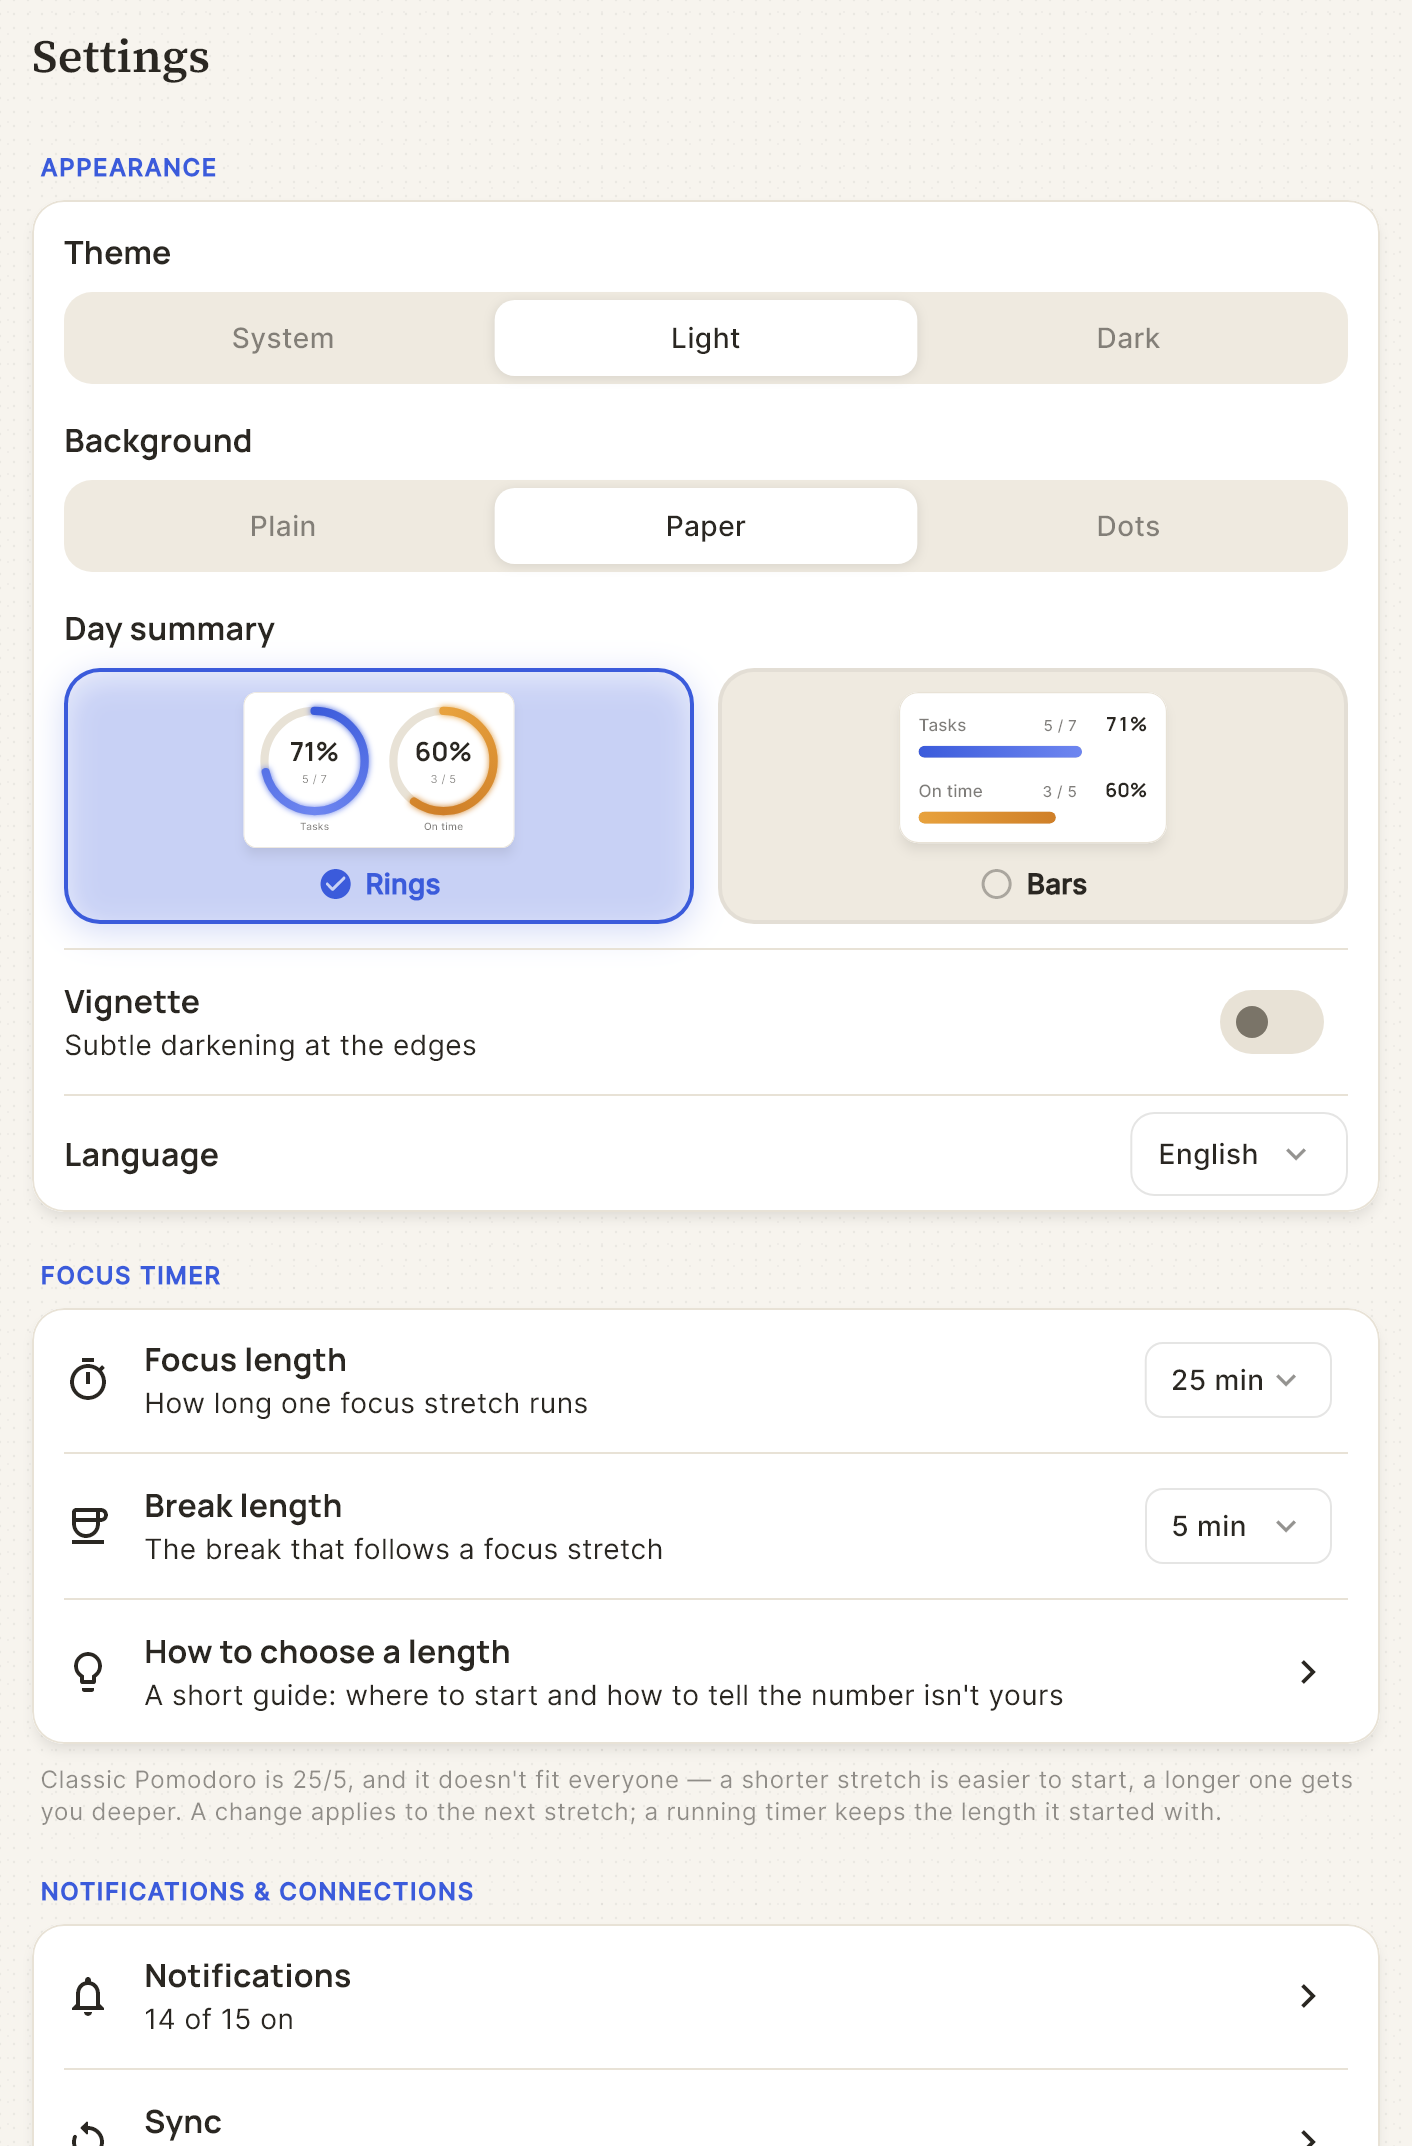 Settings
APPEARANCE
Theme
System Light Dark
Background
Plain Paper Dots
Day summary
71% 60%
5 / 7 3 / 5
Tasks On time
Rings
Tasks 5 / 7 71%
On time 3 / 5 60%
Bars
Vignette
Subtle darkening at the edges
Language English
FOCUS TIMER
Focus length
How long one focus stretch runs
25 min
Break length
The break that follows a focus stretch
5 min
How to choose a length
A short guide: where to start and how to tell the number isn't yours
Classic Pomodoro is 25/5, and it doesn't fit everyone — a shorter stretch is easier to start, a longer one gets
you deeper. A change applies to the next stretch; a running timer keeps the length it started with.
NOTIFICATIONS & CONNECTIONS
Notifications
14 of 15 on
Sync